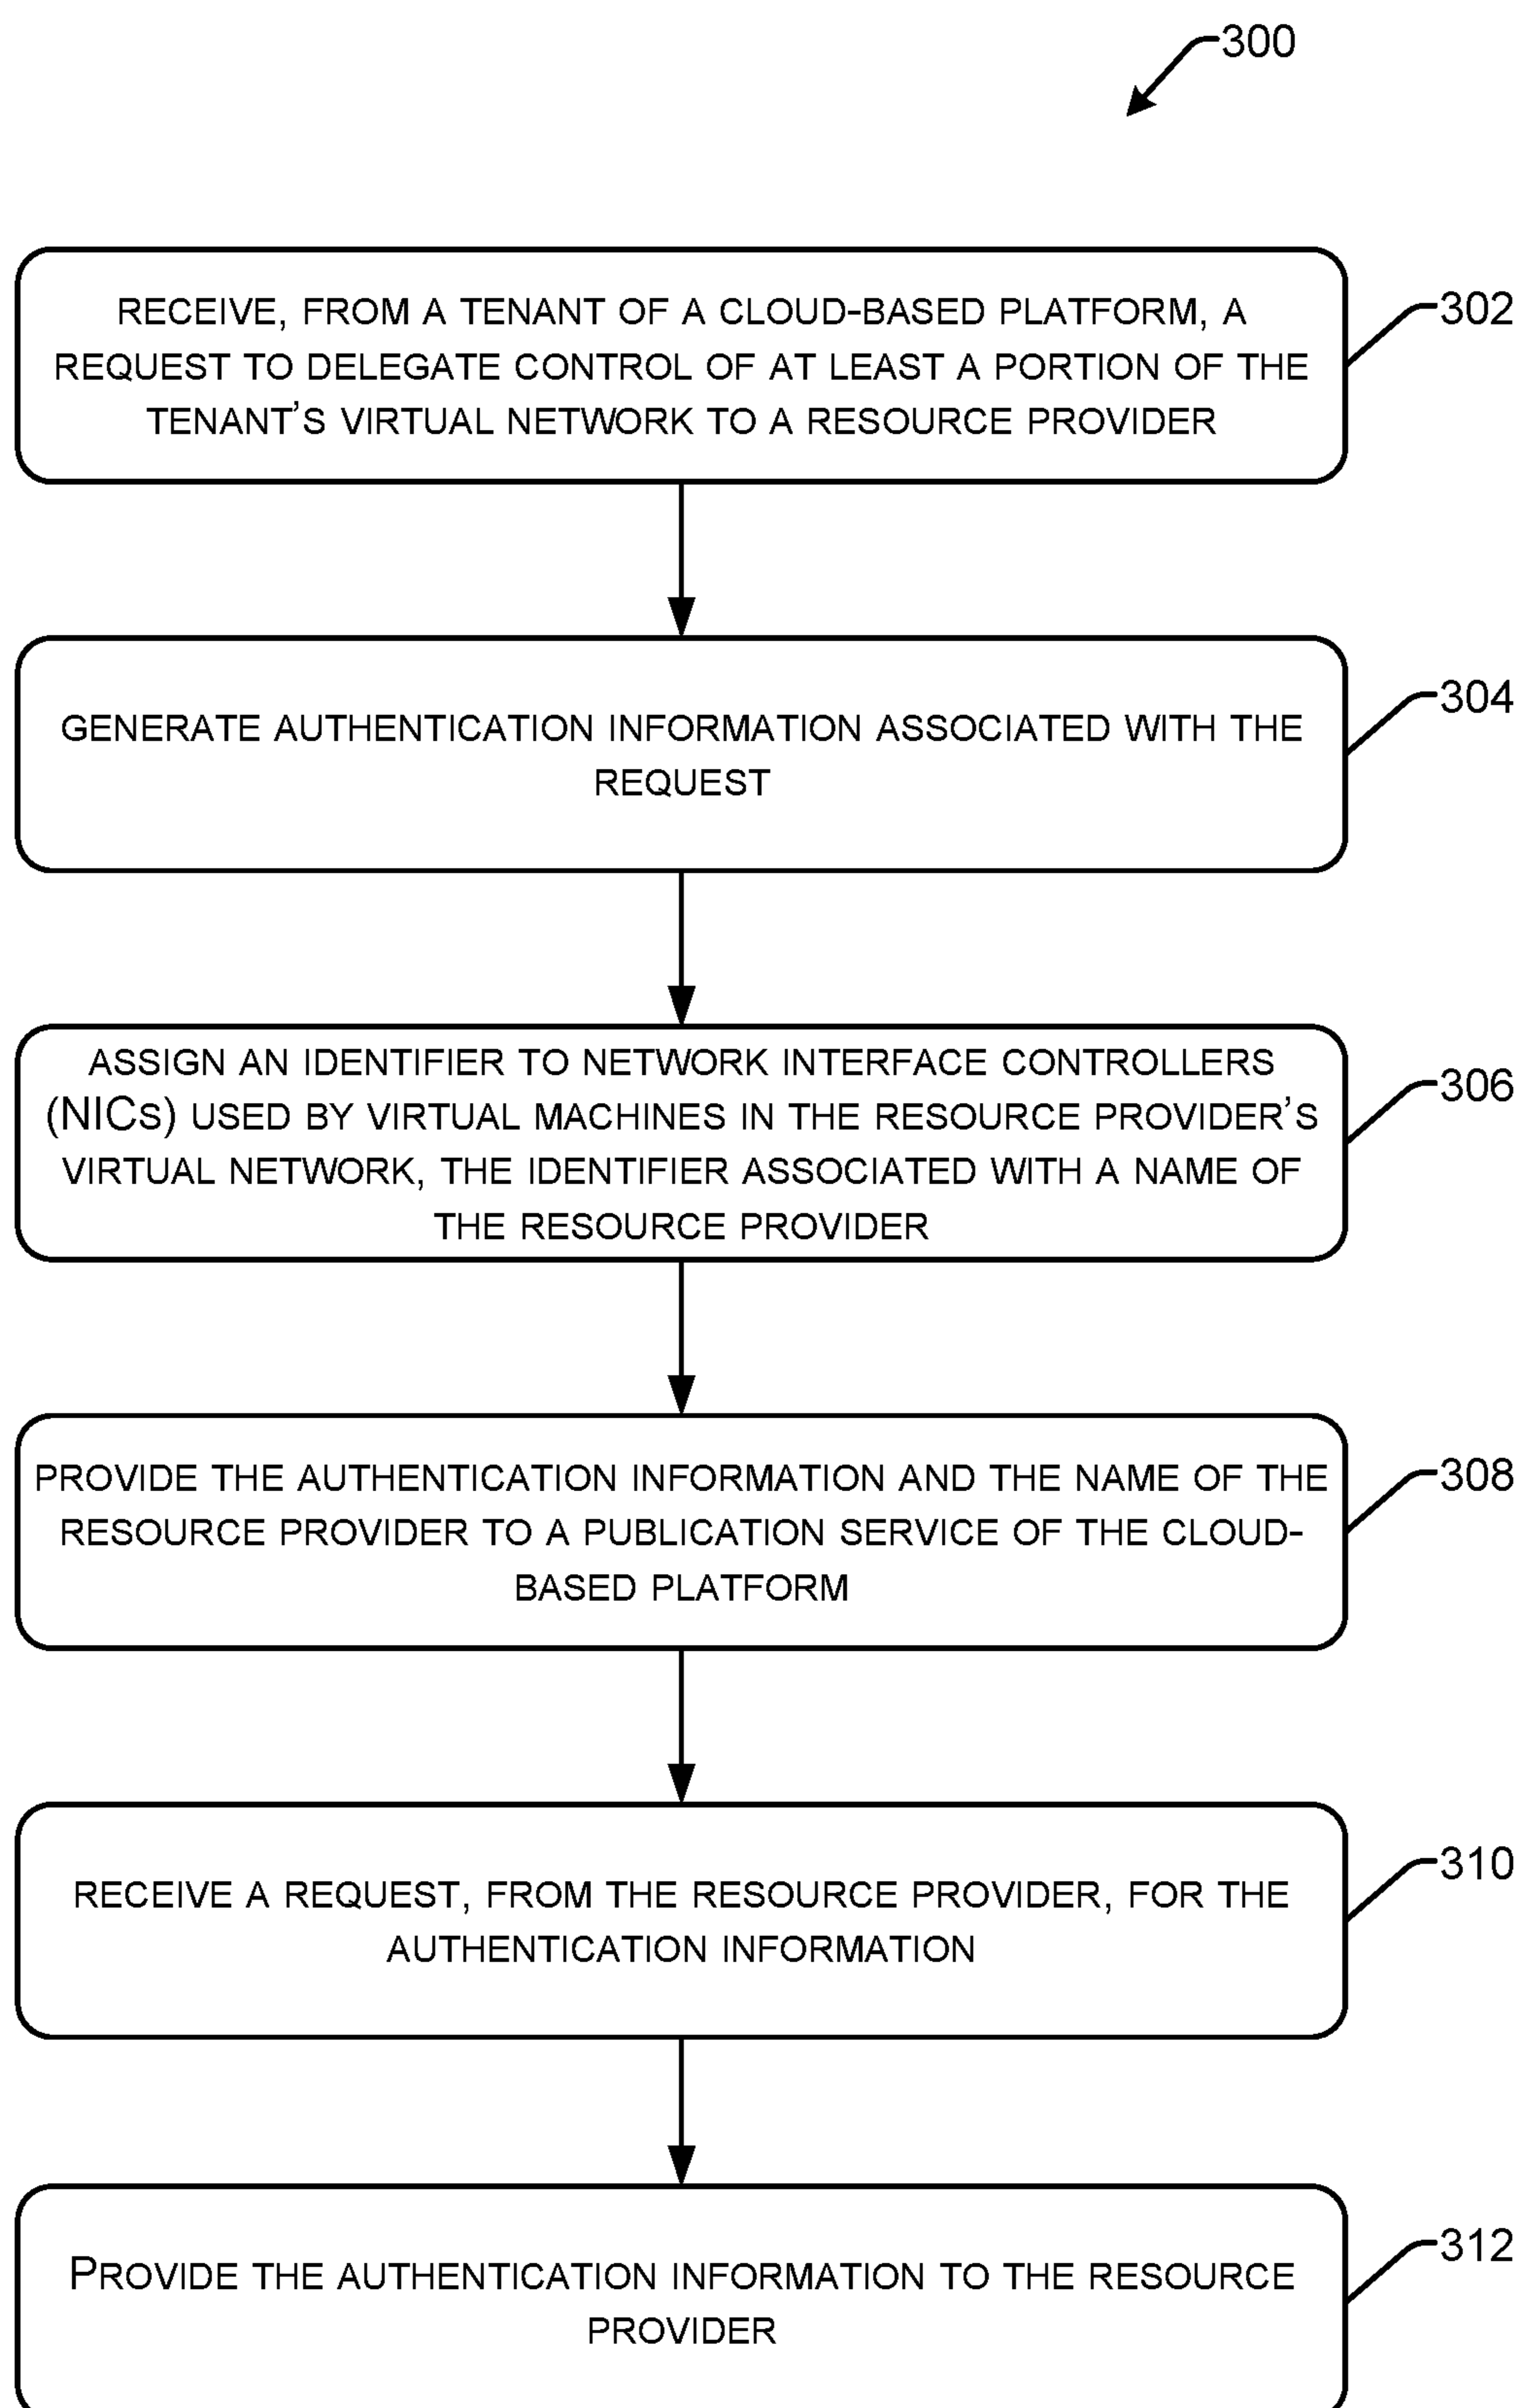 300
RECEIVE, FROM A TENANT OF A CLOUD-BASED PLATFORM, A
REQUEST TO DELEGATE CONTROL OF AT LEAST A PORTION OF THE
TENANT'S VIRTUAL NETWORK TO A RESOURCE PROVIDER
302
GENERATE AUTHENTICATION INFORMATION ASSOCIATED WITH THE
REQUEST
304
ASSIGN AN IDENTIFIER TO NETWORK INTERFACE CONTROLLERS
(NICS) USED BY VIRTUAL MACHINES IN THE RESOURCE PROVIDER'S
VIRTUAL NETWORK, THE IDENTIFIER ASSOCIATED WITH A NAME OF
THE RESOURCE PROVIDER
306
PROVIDE THE AUTHENTICATION INFORMATION AND THE NAME OF THE
RESOURCE PROVIDER TO A PUBLICATION SERVICE OF THE CLOUD-
BASED PLATFORM
308
RECEIVE A REQUEST, FROM THE RESOURCE PROVIDER, FOR THE
AUTHENTICATION INFORMATION
310
PROVIDE THE AUTHENTICATION INFORMATION TO THE RESOURCE
PROVIDER
312